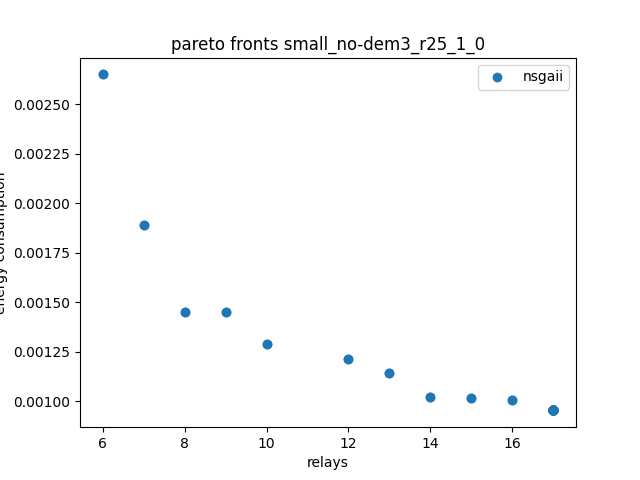 pareto fronts small_no-dem3_r25_1_0
nsgaii
0.00250
0.00225
0.00200
0.00175
0.00150
0.00125
0.00100
energy consumption
6 8 10 12 14 16
relays